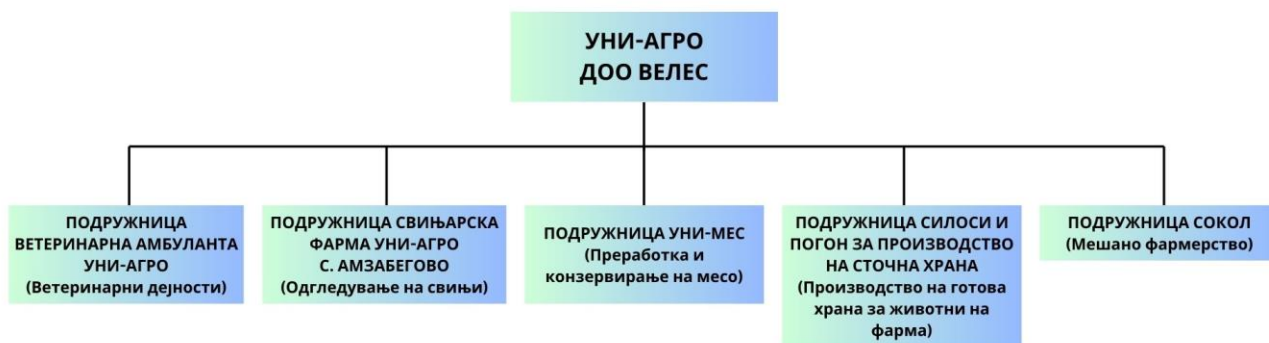 УНИ-АГРО
ДОО ВЕЛЕС
ПОДРУЖНИЦА
ВЕТЕРИНАРНА АМБУЛАНТА
УНИ-АГРО
(Ветеринарни дејности)
ПОДРУЖНИЦА СВИЊАРСКА
ФАРМА УНИ-АГРО
С. АМЗАБЕГОВО
(Одгледување на свињи)
ПОДРУЖНИЦА УНИ-МЕС
(Преработка и
конзервирање на месо)
ПОДРУЖНИЦА СИЛОСИ И
ПОГОН ЗА ПРОИЗВОДСТВО
НА СТОЧНА ХРАНА
(Производство на готова
храна за животни на
фарма)
ПОДРУЖНИЦА СОКОЛ
(Мешано фармерство)